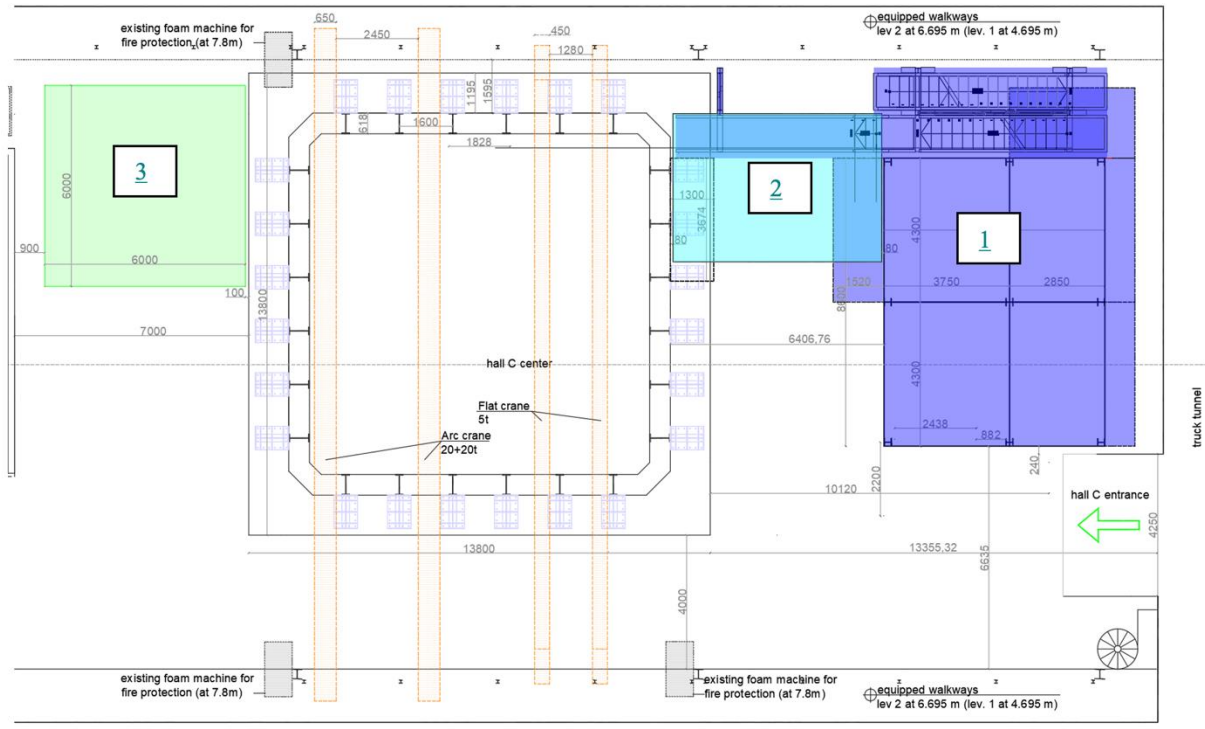 650
existing foam machine for
fire protection (at 7.8m)
2450
450
1280
equipped walkways
lev 2 at 6.695 m (lev. 1 at 4.695 m)
1195
1595
618
1600
1828
3
6000
6000
900
100
7000
13800
2
1300
3674
80
1
4300
80
1520
3750
2850
8600
6406,76
hall C center
4300
Flat crane
5t
Arc crane
20+20t
2438
882
240
2200
10120
truck tunnel
hall C entrance
4250
13800
13355,32
6635
4000
existing foam machine for
fire protection (at 7.8m)
existing foam machine for
fire protection (at 7.8m)
equipped walkways
lev 2 at 6.695 m (lev. 1 at 4.695 m)